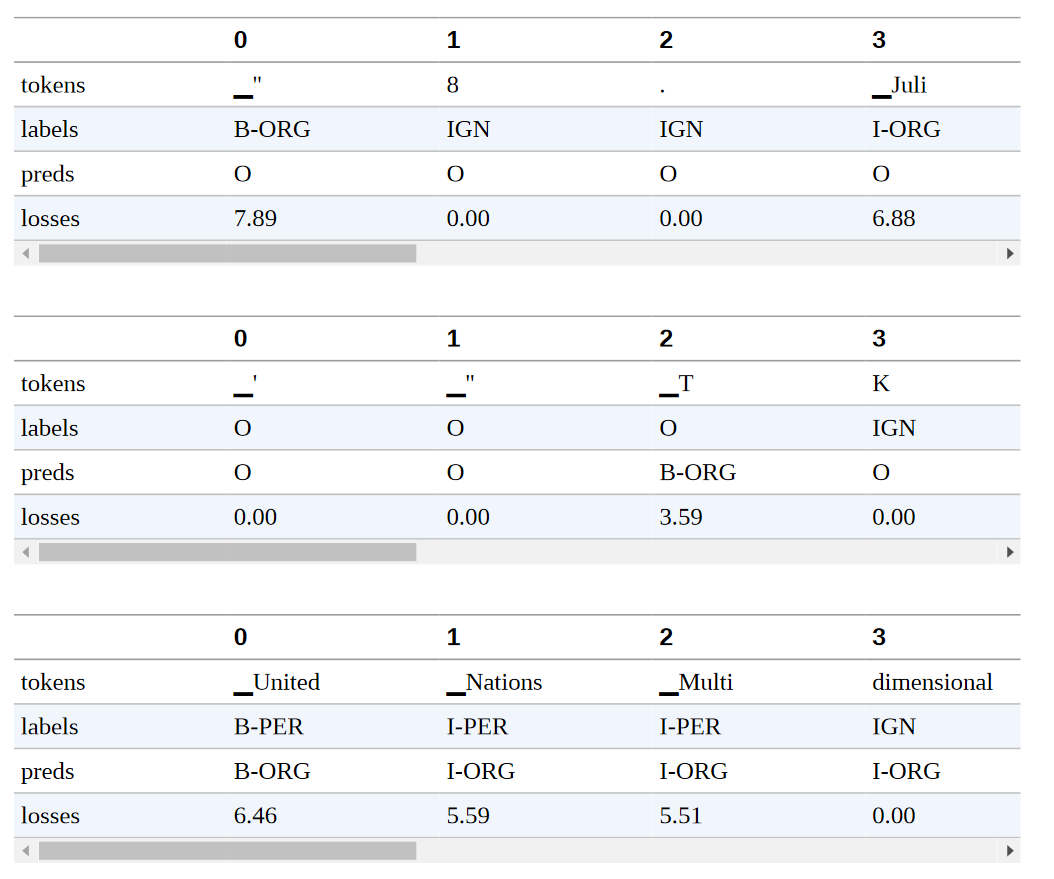 0 1 2 3
tokens ▁" 8 . ▁Juli
labels B-ORG IGN IGN I-ORG
preds O O O O
losses 7.89 0.00 0.00 6.88
0 1 2 3
tokens ▁' ▁" ▁T K
labels O O O IGN
preds O O B-ORG O
losses 0.00 0.00 3.59 0.00
0 1 2 3
tokens ▁United ▁Nations ▁Multi dimensional
labels B-PER I-PER I-PER IGN
preds B-ORG I-ORG I-ORG I-ORG
losses 6.46 5.59 5.51 0.00